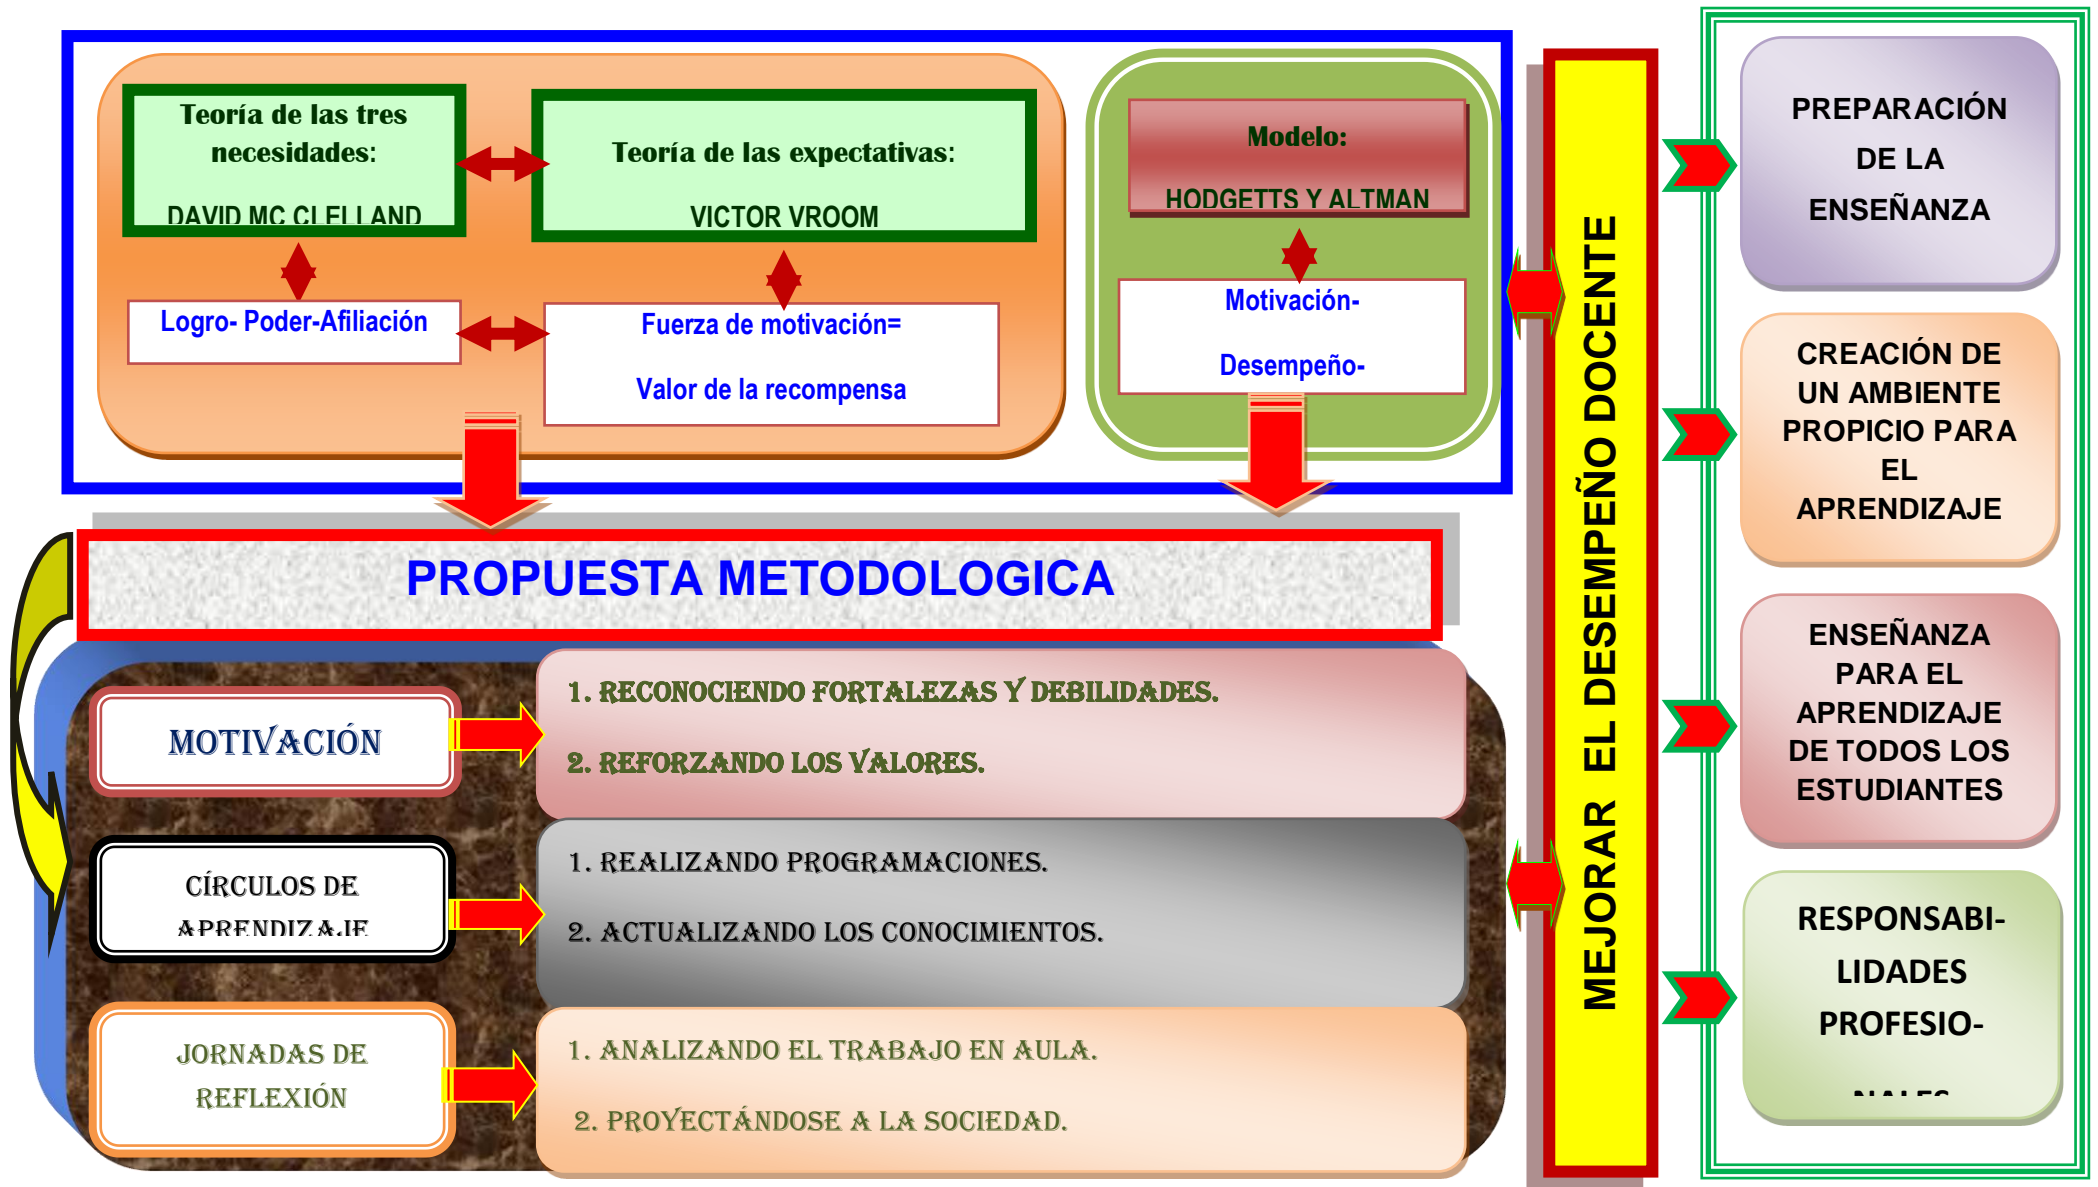 Teoría de las tres
necesidades:
DAVID MC CLELLAND
Teoría de las expectativas:
VICTOR VROOM
Logro- Poder-Afiliación
Fuerza de motivación=
Valor de la recompensa
Modelo:
HODGETTS Y ALTMAN
Motivación-
Desempeño-
PROPUESTA METODOLOGICA
MOTIVACIÓN
1. RECONOCIENDO FORTALEZAS Y DEBILIDADES.
2. REFORZANDO LOS VALORES.
CÍRCULOS DE
APRENDIZAJE
1. REALIZANDO PROGRAMACIONES.
2. ACTUALIZANDO LOS CONOCIMIENTOS.
JORNADAS DE
REFLEXIÓN
1. ANALIZANDO EL TRABAJO EN AULA.
2. PROYECTÁNDOSE A LA SOCIEDAD.
MEJORAR EL DESEMPEÑO DOCENTE
PREPARACIÓN
DE LA
ENSEÑANZA
CREACIÓN DE
UN AMBIENTE
PROPICIO PARA
EL
APRENDIZAJE
ENSEÑANZA
PARA EL
APRENDIZAJE
DE TODOS LOS
ESTUDIANTES
RESPONSABI-
LIDADES
PROFESIO-
NALES